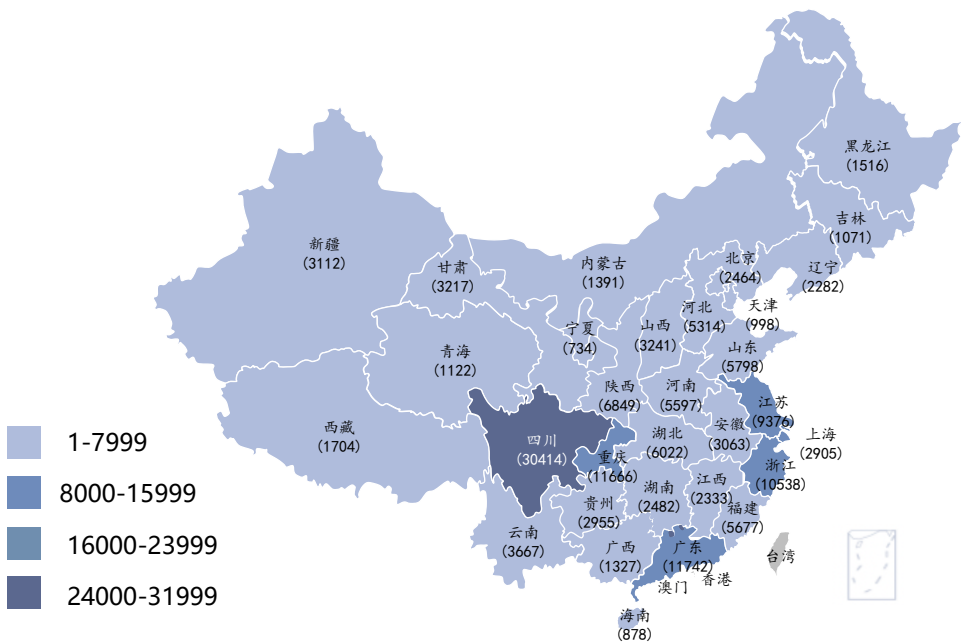 黑龙江
(1516)
吉林
(1071)
新疆
(3112)
北京
(2464)
辽宁
(2282)
甘肃
(3217)
内蒙古
(1391)
天津
(998)
河北
(5314)
宁夏
(734)
山西
(3241)
山东
(5798)
青海
(1122)
陕西
(6849)
河南
(5597)
江苏
(9376)
西藏
(1704)
四川
(30414)
湖北
(6022)
安徽
(3063)
上海
(2905)
重庆
(11666)
浙江
(10538)
湖南
(2482)
江西
(2333)
贵州
(2955)
福建
(5677)
云南
(3667)
广西
(1327)
广东
(11742)
台湾
香港
澳门
海南
(878)
1-7999
8000-15999
16000-23999
24000-31999